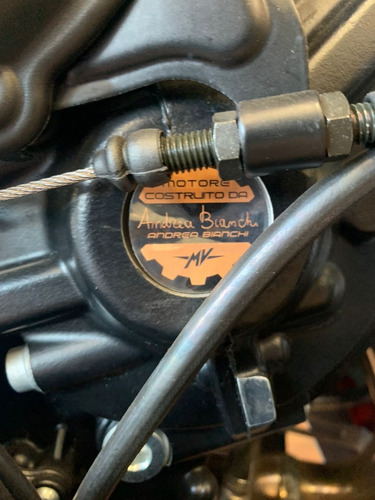 MOTORE
COSTRUITO DA
Andrea Bianchi
ANDREA BIANCHI
MV